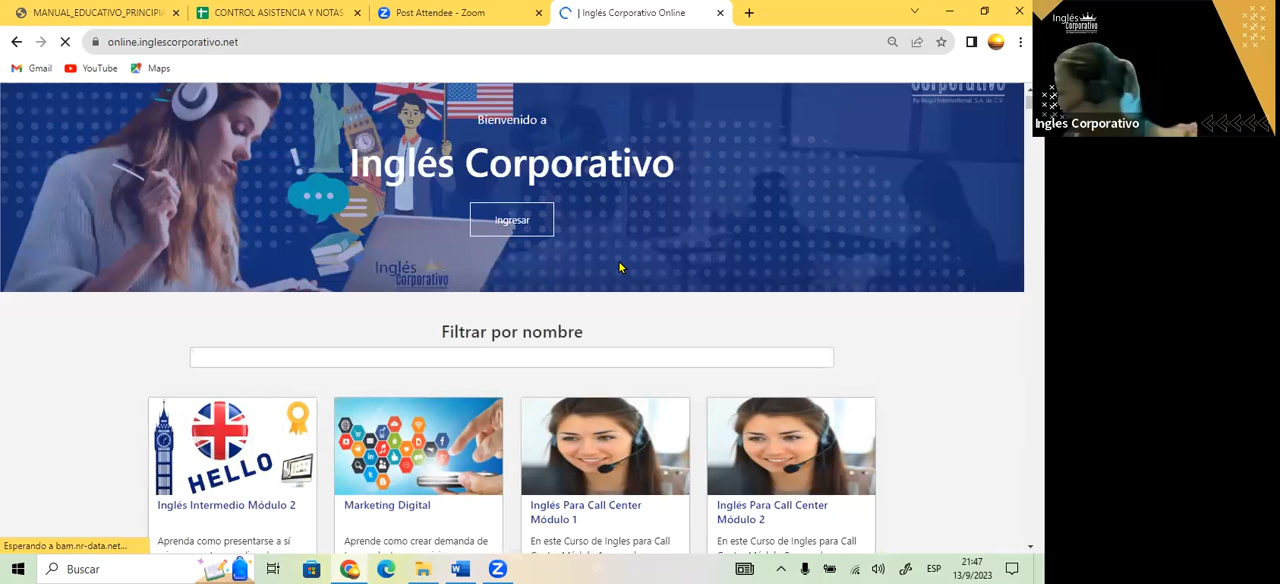 MANUAL_EDUCATIVO_PRINCIPI
CONTROL ASISTENCIA Y NOTAS
Post Attendee - Zoom
| Inglés Corporativo Online
online.inglescorporativo.net
Gmail
YouTube
Maps
Inglés
Corporativo
Ingles Corporativo
corporativo
by Regal International S.A. de C.V.
Bienvenido a
Inglés Corporativo
Ingresar
Inglés
Corporativo
Filtrar por nombre
HELLO
Inglés Intermedio Módulo 2
Aprenda como presentarse a sí
Marketing Digital
Aprende como crear demanda de
Inglés Para Call Center
Módulo 1
En este Curso de Ingles para Call
Inglés Para Call Center
Módulo 2
En este Curso de Ingles para Call
Esperando a bam.nr-data.net...
Buscar
ESP
21:47
13/9/2023